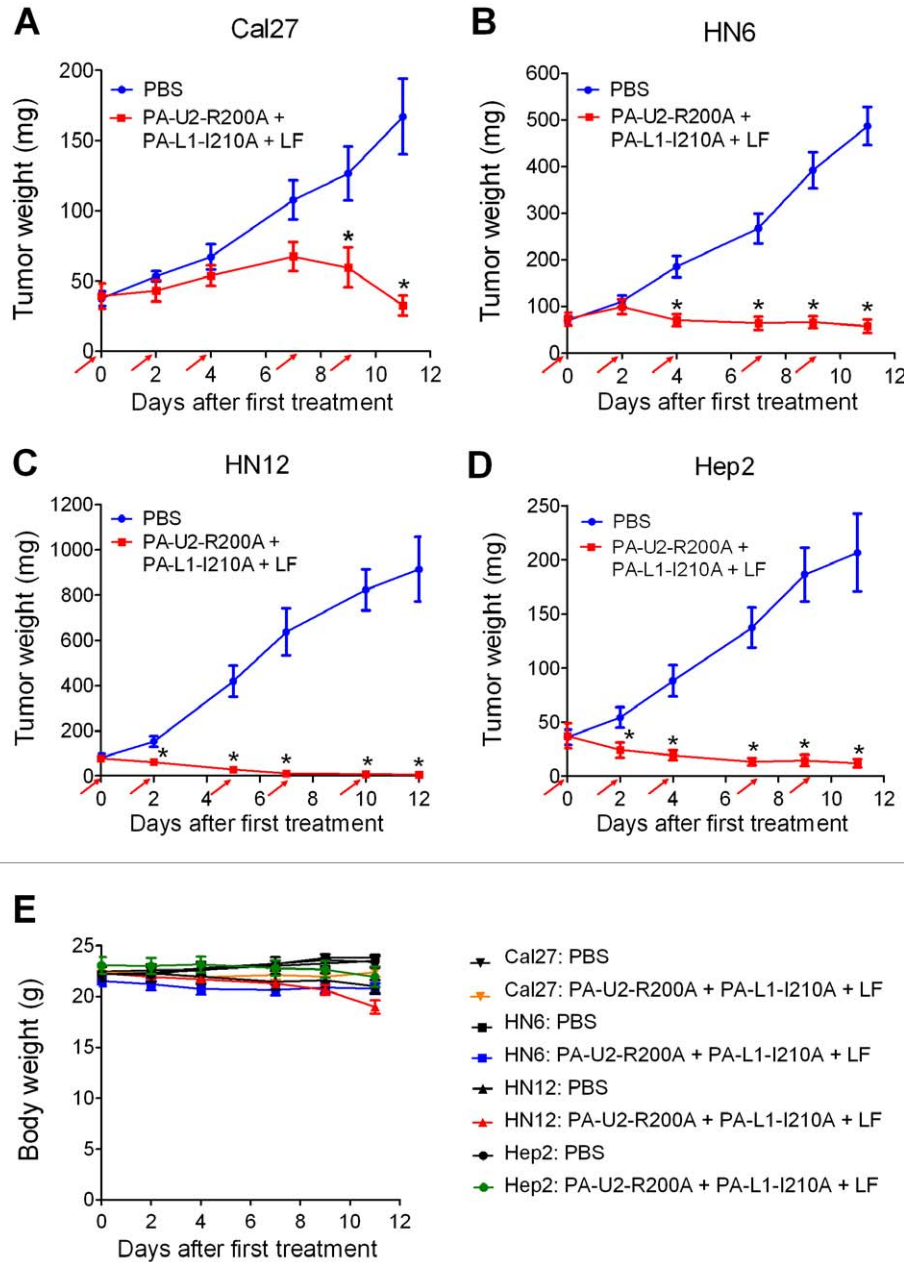 A
Cal27
PBS
PA-U2-R200A +
PA-L1-I210A + LF
Tumor weight (mg)
200
150
100
50
0
0 2 4 6 8 10 12
* *
Days after first treatment
B
HN6
PBS
PA-U2-R200A +
PA-L1-I210A + LF
Tumor weight (mg)
600
500
400
300
200
100
0
0 2 4 6 8 10 12
* * * *
Days after first treatment
C
HN12
PBS
PA-U2-R200A +
PA-L1-I210A + LF
Tumor weight (mg)
1200
1000
800
600
400
200
0
0 2 4 6 8 10 12
* * * * *
Days after first treatment
D
Hep2
PBS
PA-U2-R200A +
PA-L1-I210A + LF
Tumor weight (mg)
250
200
150
100
50
0
0 2 4 6 8 10 12
* * * * *
Days after first treatment
E
Body weight (g)
25
20
15
10
5
0
0 2 4 6 8 10 12
Days after first treatment
Cal27: PBS
Cal27: PA-U2-R200A + PA-L1-I210A + LF
HN6: PBS
HN6: PA-U2-R200A + PA-L1-I210A + LF
HN12: PBS
HN12: PA-U2-R200A + PA-L1-I210A + LF
Hep2: PBS
Hep2: PA-U2-R200A + PA-L1-I210A + LF